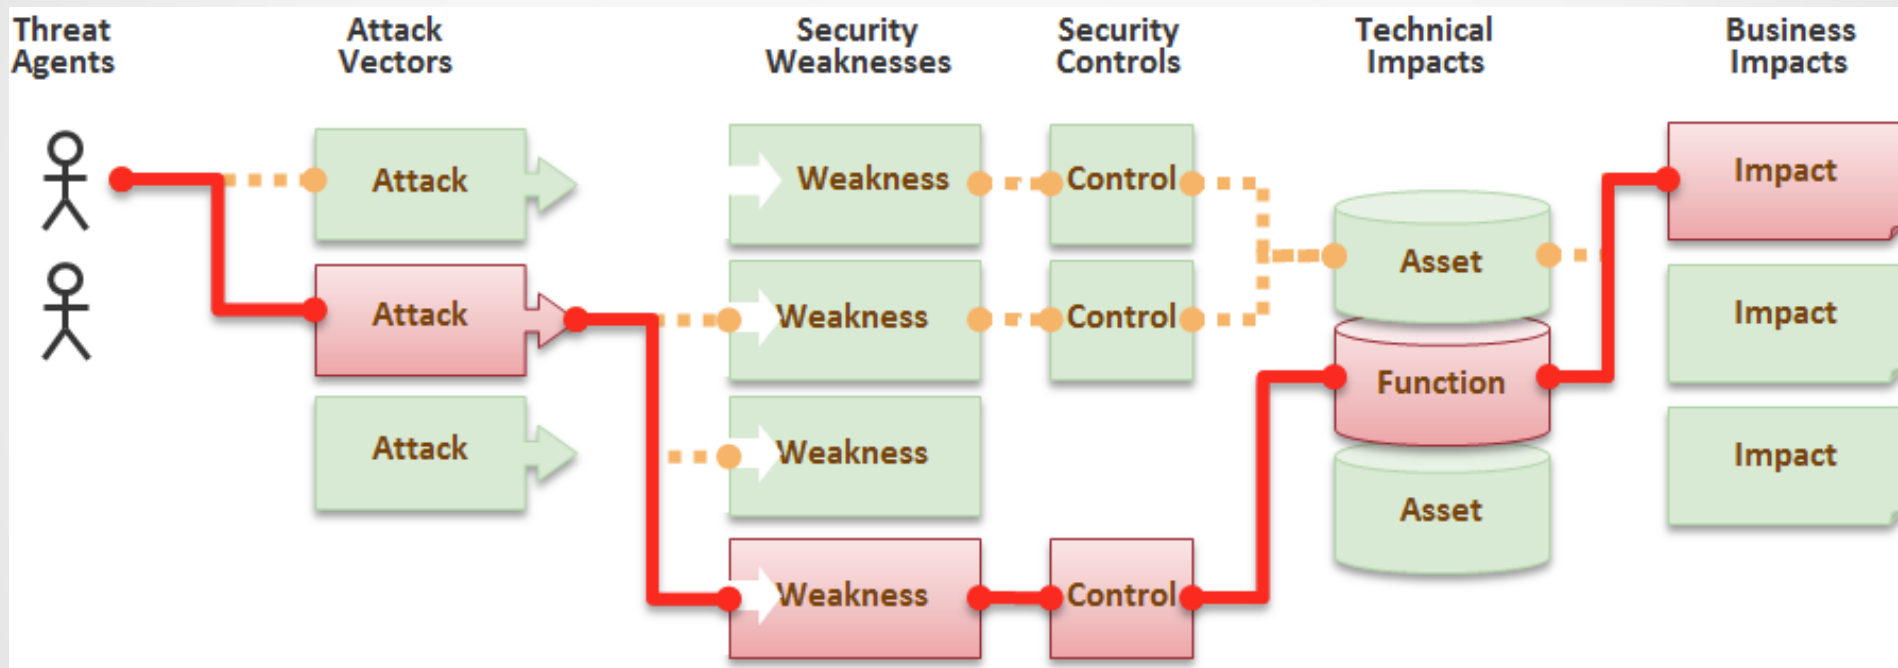 Threat
Agents
Attack
Vectors
Security
Weaknesses
Security
Controls
Technical
Impacts
Business
Impacts
Attack
Weakness
Control
Impact
Asset
Attack
Weakness
Control
Impact
Function
Attack
Weakness
Impact
Asset
Weakness
Control